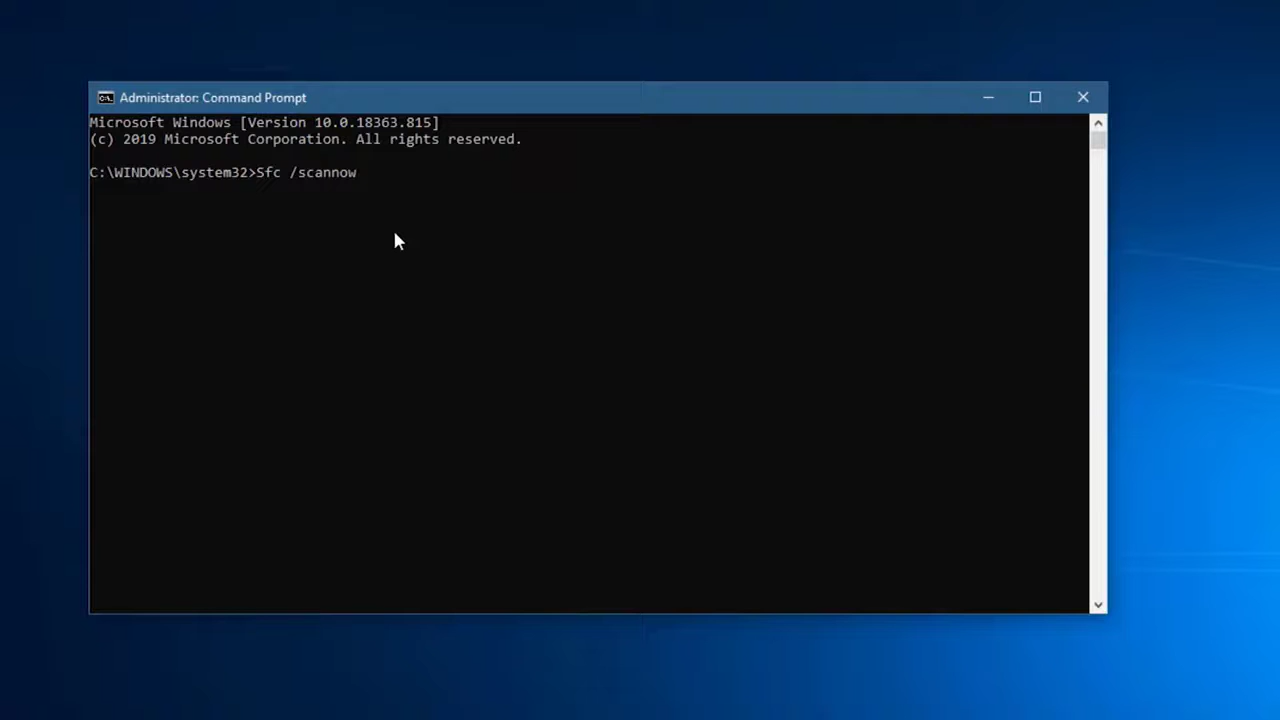 Administrator: Command Prompt
Microsoft Windows [Version 10.0.18363.815]
(c) 2019 Microsoft Corporation. All rights reserved.
C:\WINDOWS\system32>Sfc /scannow